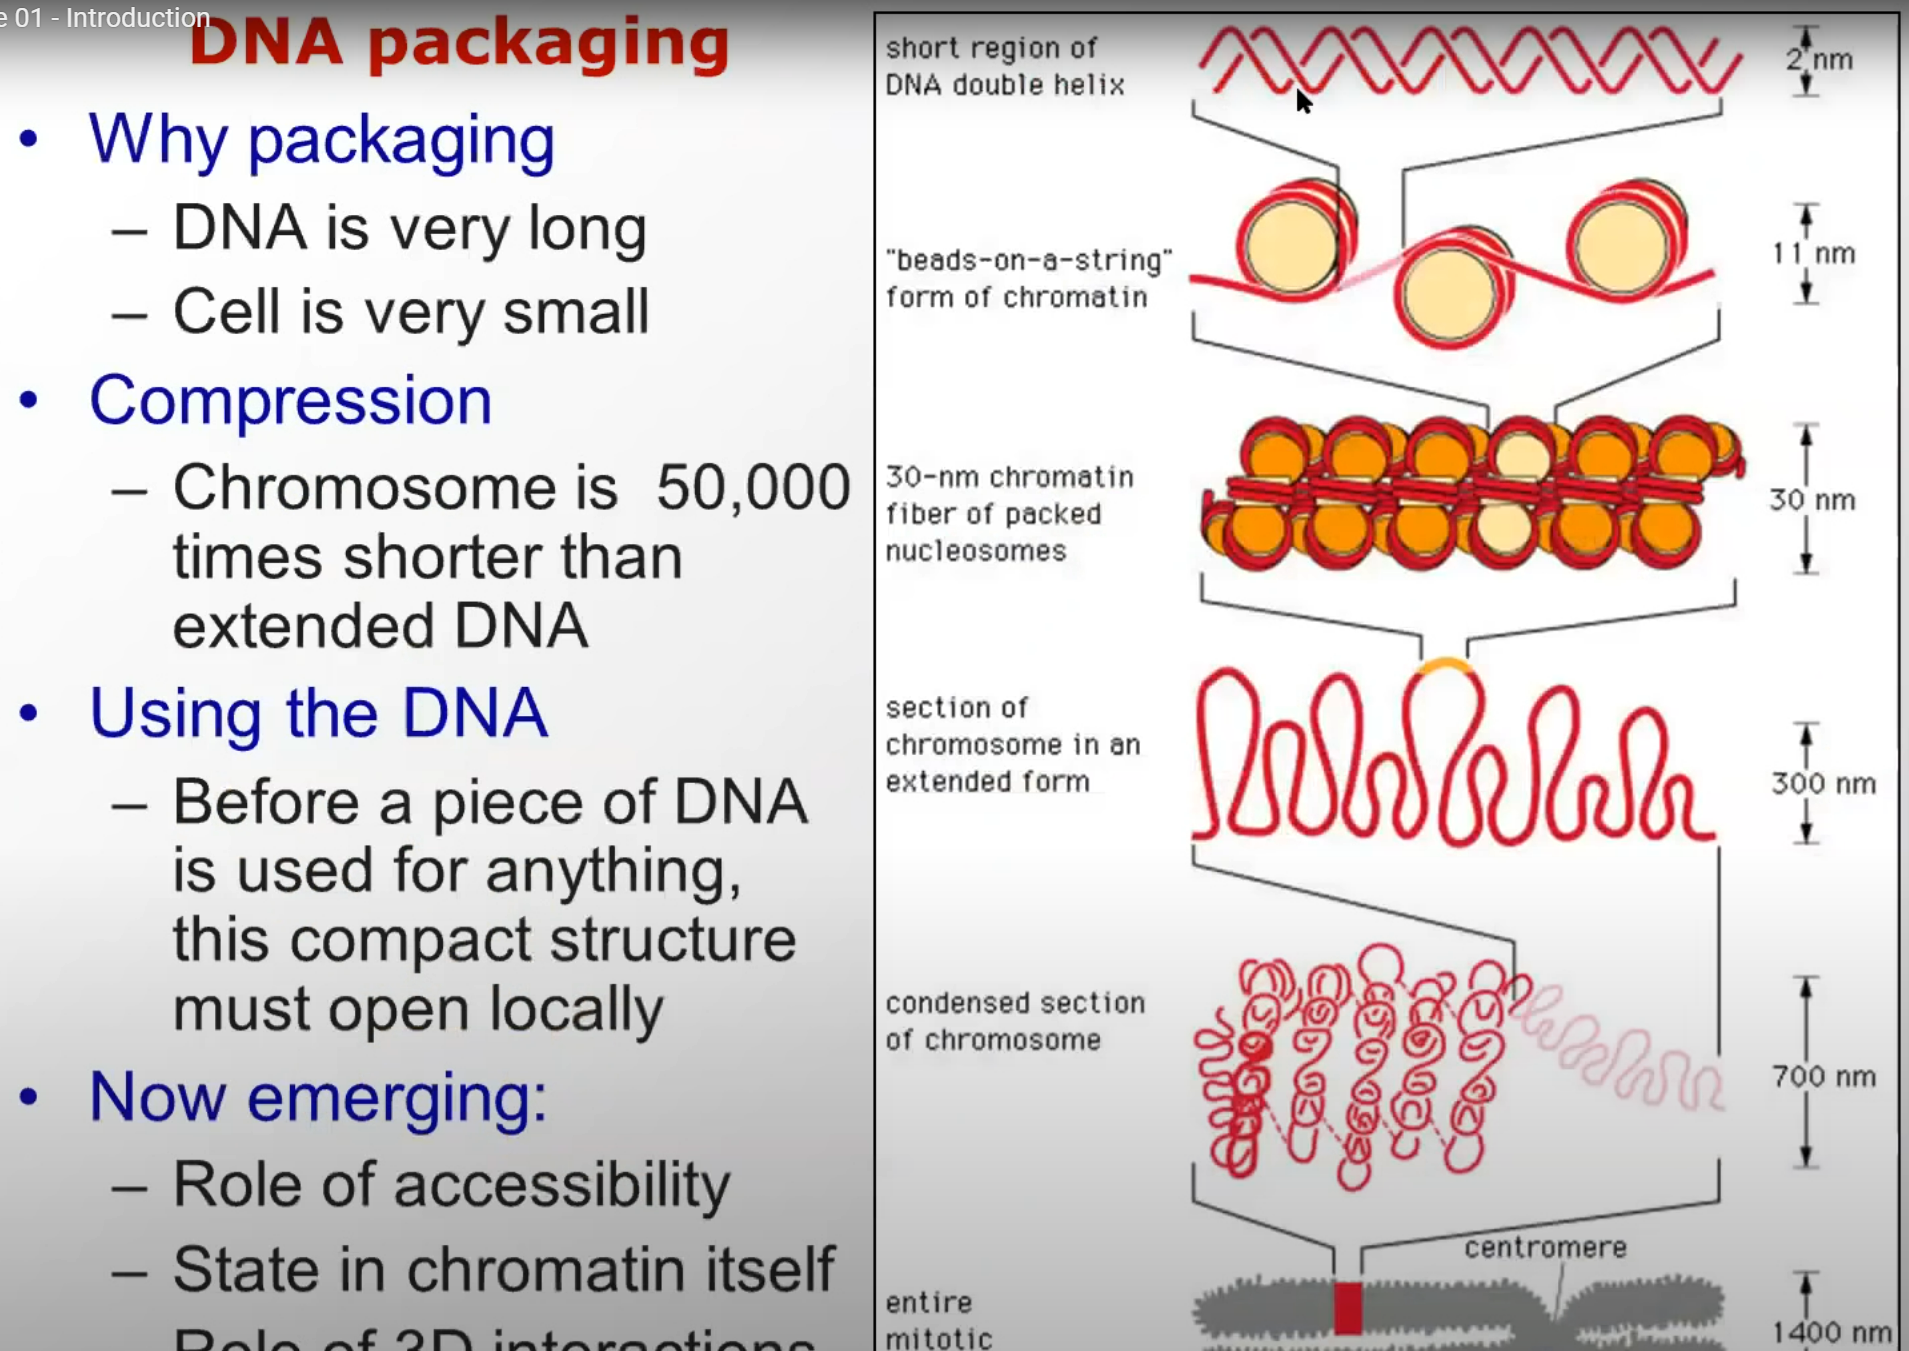 e 01 - Introduction
DNA packaging
• Why packaging
– DNA is very long
– Cell is very small
• Compression
– Chromosome is 50,000
times shorter than
extended DNA
• Using the DNA
– Before a piece of DNA
is used for anything,
this compact structure
must open locally
• Now emerging:
– Role of accessibility
– State in chromatin itself
Role of 3D interactions
short region of
DNA double helix
2 nm
"beads-on-a-string"
form of chromatin
11 nm
30-nm chromatin
fiber of packed
nucleosomes
30 nm
section of
chromosome in an
extended form
300 nm
condensed section
of chromosome
700 nm
centromere
entire
mitotic
1400 nm